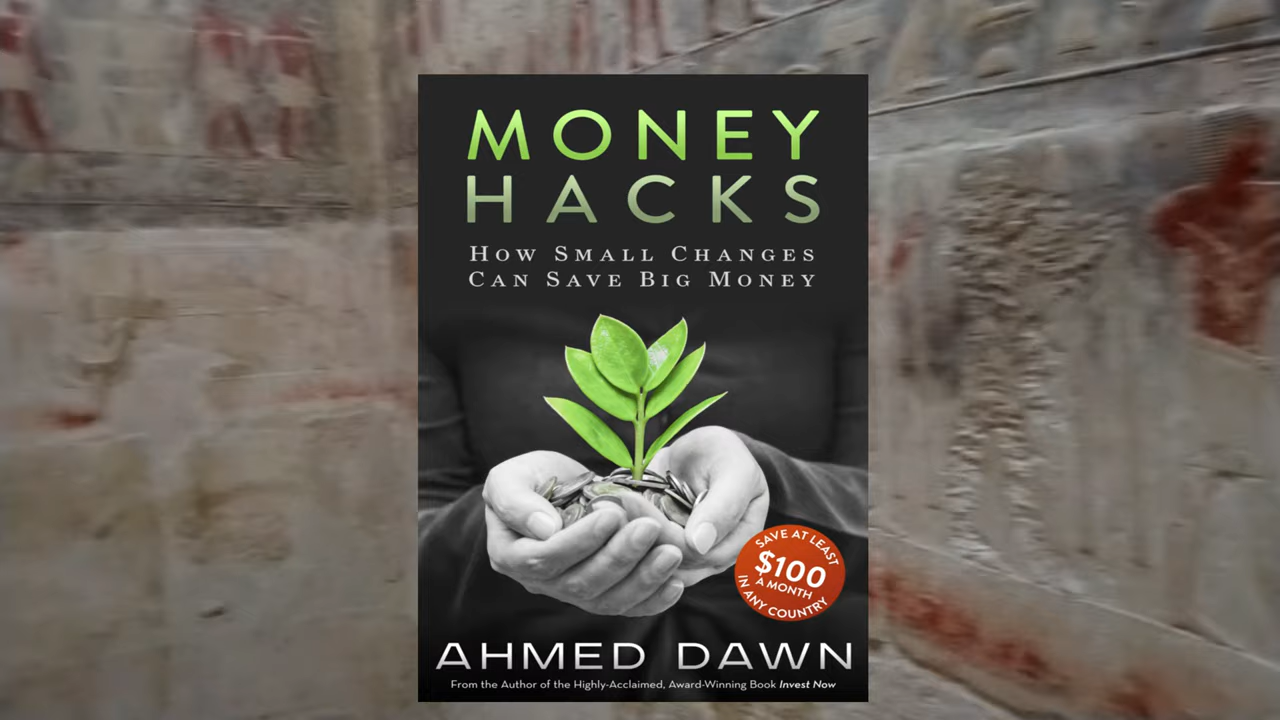 MONEY
HACKS
How Small Changes
Can Save Big Money
SAVE AT LEAST
$100
A MONTH
IN ANY COUNTRY
AHMED DAWN
From the Author of the Highly-Acclaimed, Award-Winning Book Invest Now